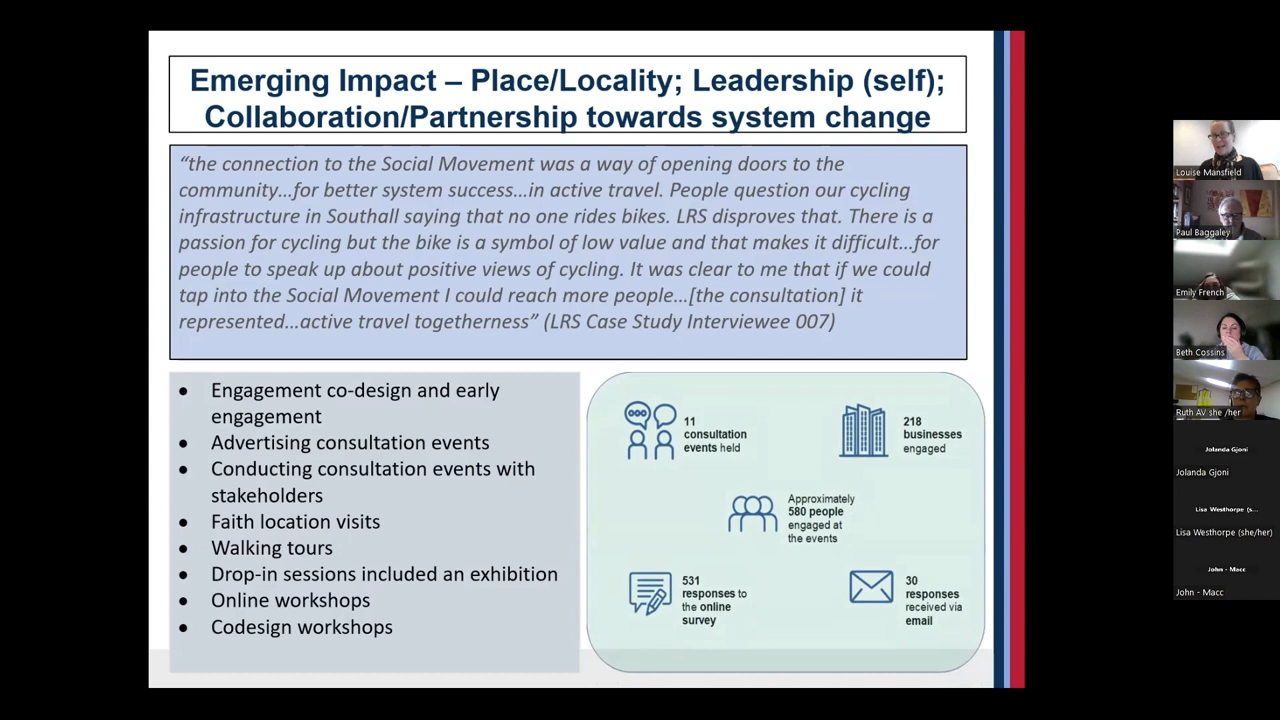 Emerging Impact – Place/Locality; Leadership (self);
Collaboration/Partnership towards system change
“the connection to the Social Movement was a way of opening doors to the
community…for better system success…in active travel. People question our cycling
infrastructure in Southall saying that no one rides bikes. LRS disproves that. There is a
passion for cycling but the bike is a symbol of low value and that makes it difficult…for
people to speak up about positive views of cycling. It was clear to me that if we could
tap into the Social Movement I could reach more people…[the consultation] it
represented…active travel togetherness” (LRS Case Study Interviewee 007)
• Engagement co-design and early
engagement
• Advertising consultation events
• Conducting consultation events with
stakeholders
• Faith location visits
• Walking tours
• Drop-in sessions included an exhibition
• Online workshops
• Codesign workshops
11
consultation
events held
218
businesses
engaged
Approximately
580 people
engaged at
the events
531
responses to
the online
survey
30
responses
received via
email
Louise Mansfield
Paul Baggaley
Emily French
Beth Cossins
Ruth AV she /her
Jolanda Gjoni
Jolanda Gjoni
Lisa Westhorpe (s...
Lisa Westhorpe (she/her)
John - Macc
John - Macc